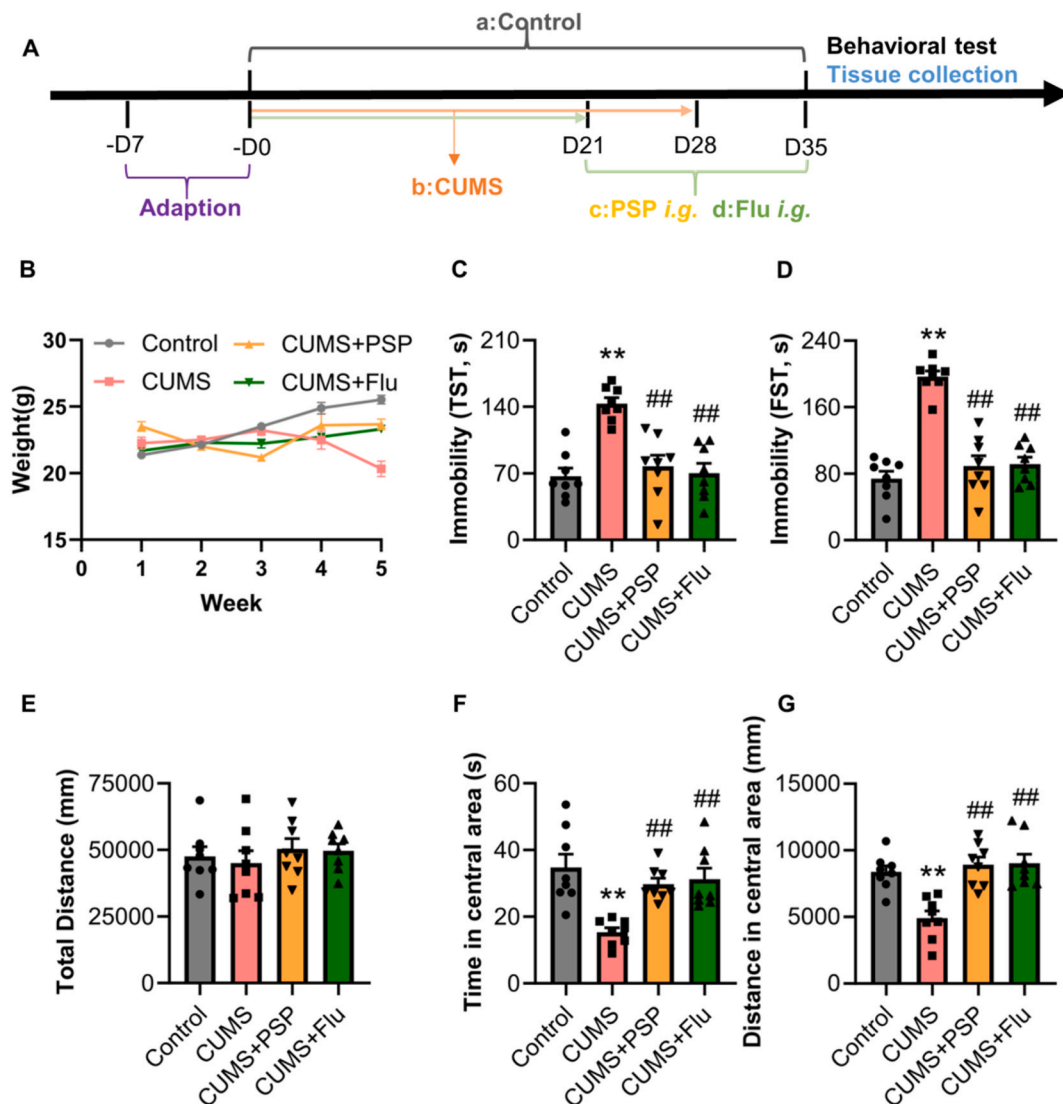 a:Control
A
Behavioral test
Tissue collection
-D7
-D0
D21
D28
D35
Adaption
b:CUMS
c:PSP i.g. d:Flu i.g.
B
Control
CUMS
CUMS+PSP
CUMS+Flu
30
25
20
15
Weight(g)
0 1 2 3 4 5
Week
C
210
140
70
0
Immobility (TST, s)
**
##
##
Control
CUMS
CUMS+PSP
CUMS+Flu
D
240
160
80
0
Immobility (FST, s)
**
##
##
Control
CUMS
CUMS+PSP
CUMS+Flu
E
75000
50000
25000
0
Total Distance (mm)
Control
CUMS
CUMS+PSP
CUMS+Flu
F
60
40
20
0
Time in central area (s)
**
##
##
Control
CUMS
CUMS+PSP
CUMS+Flu
G
15000
10000
5000
0
Distance in central area (mm)
**
##
##
Control
CUMS
CUMS+PSP
CUMS+Flu